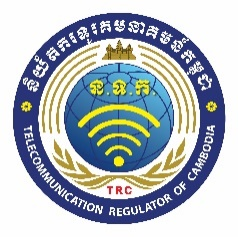 និយ័តករទូរគមនាគមន៍កម្ពុជា
ន.ទ.ក.
TRC
TELECOMMUNICATION REGULATOR OF CAMBODIA